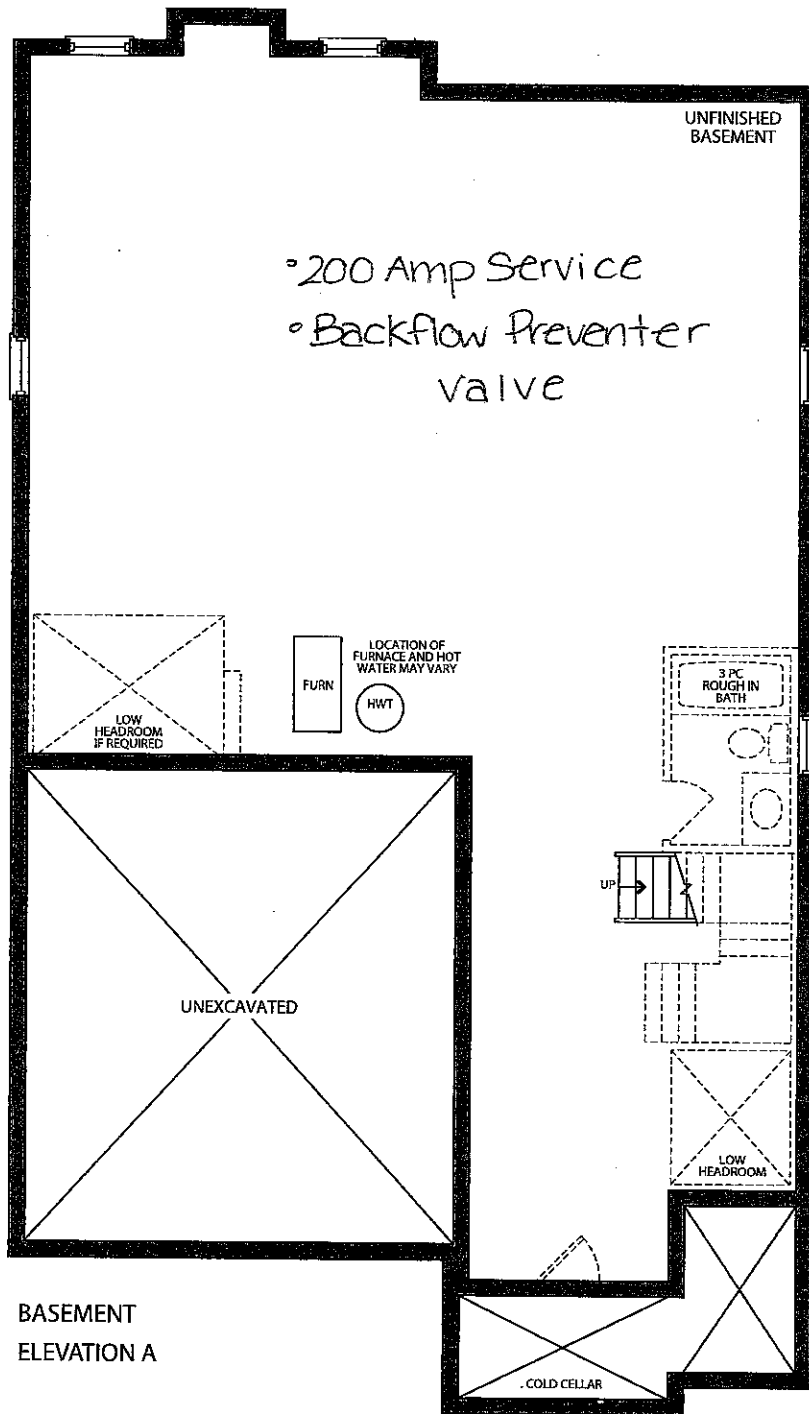 UNFINISHED
BASEMENT
°200 Amp Service
°Backflow Preventer
valve
LOCATION OF
FURNACE AND HOT
WATER MAY VARY
FURN
HWT
LOW
HEADROOM
IF REQUIRED
3 PC
ROUGH IN
BATH
UP
UNEXCAVATED
LOW
HEADROOM
BASEMENT
ELEVATION A
COLD CELLAR